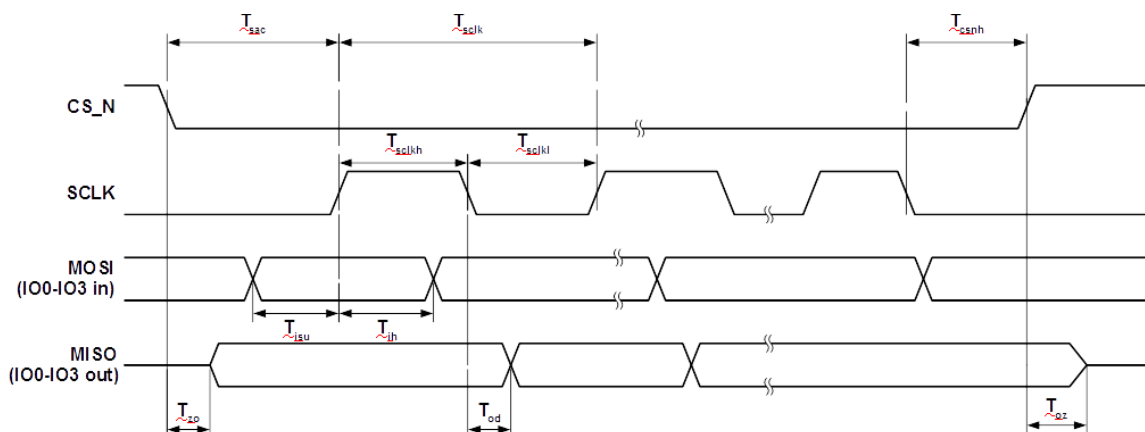 Tsac
Tsclk
Tcsnh
CS_N
Tsclkh
Tsclkl
SCLK
MOSI
(IO0-IO3 in)
Tisu
Tih
MISO
(IO0-IO3 out)
Tzo
Tod
Toz